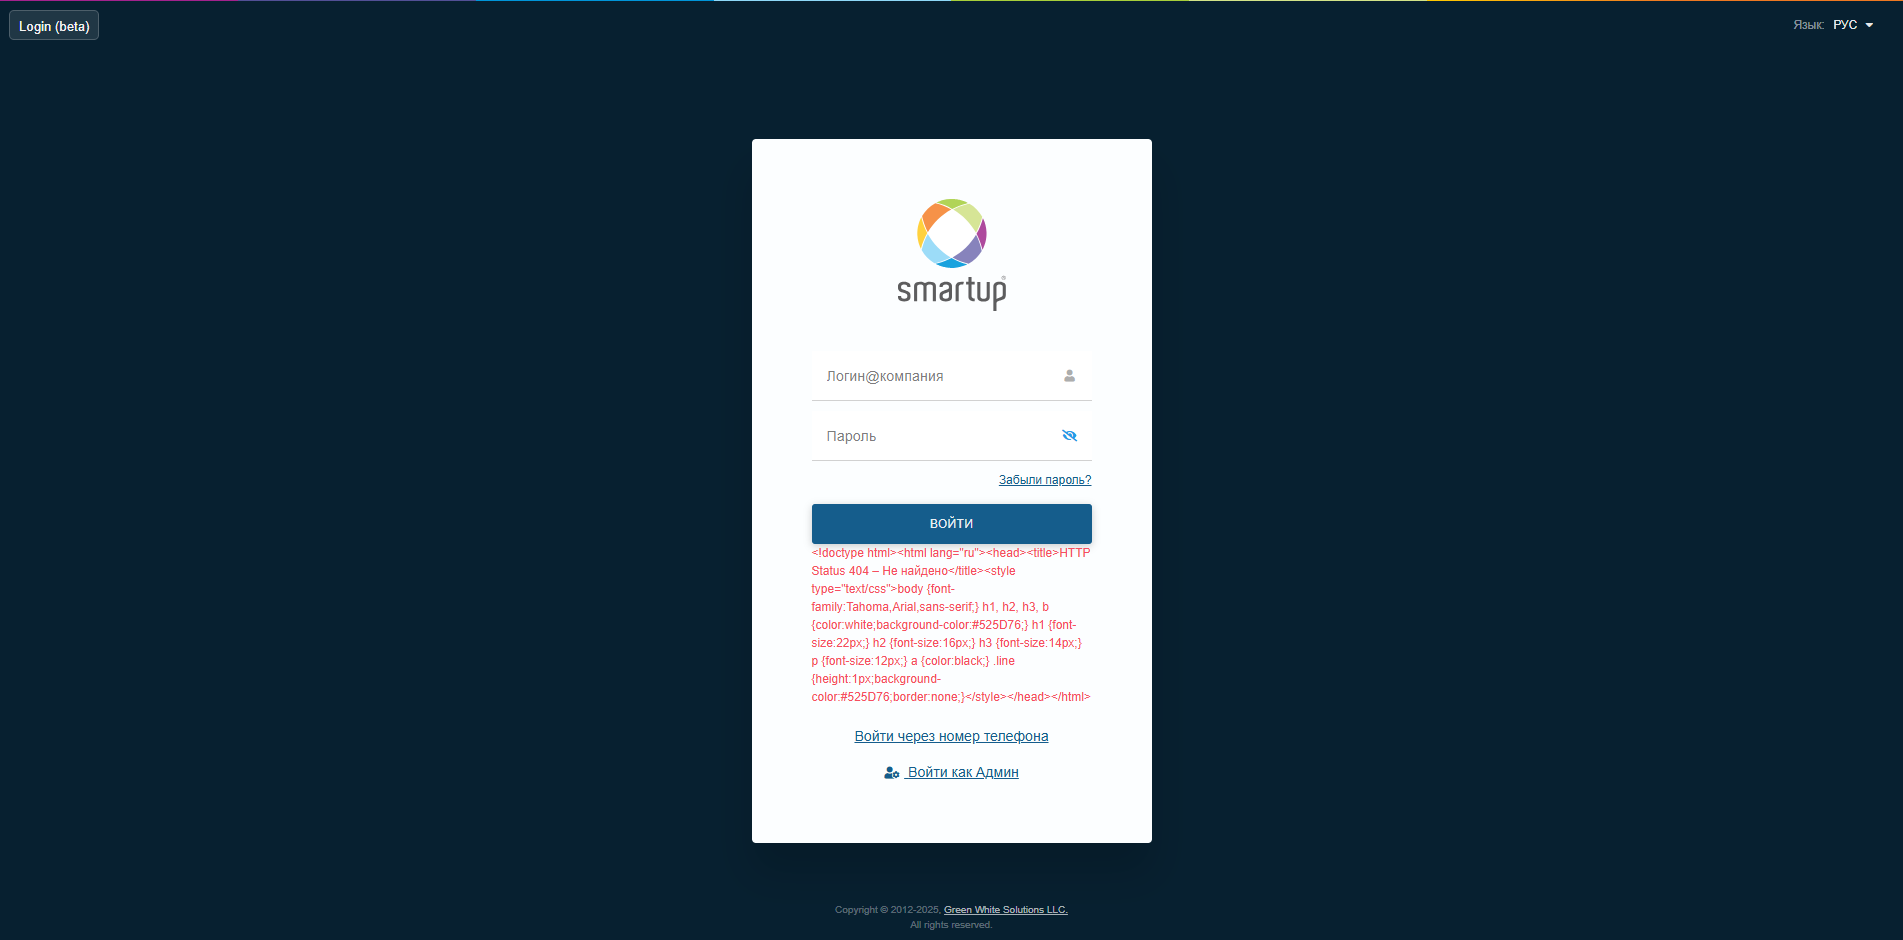 Login (beta)
Язык: РУС
smartup®
Логин@компания
Пароль
Забыли пароль?
ВОЙТИ
<!doctype html><html lang="ru"><head><title>HTTP
Status 404 – Не найдено</title><style
type="text/css">body {font-
family:Tahoma,Arial,sans-serif;} h1, h2, h3, b
{color:white;background-color:#525D76;} h1 {font-
size:22px;} h2 {font-size:16px;} h3 {font-size:14px;}
p {font-size:12px;} a {color:black;} .line
{height:1px;background-
color:#525D76;border:none;}</style></head></html>
Войти через номер телефона
Войти как Админ
Copyright © 2012-2025, Green White Solutions LLC.
All rights reserved.